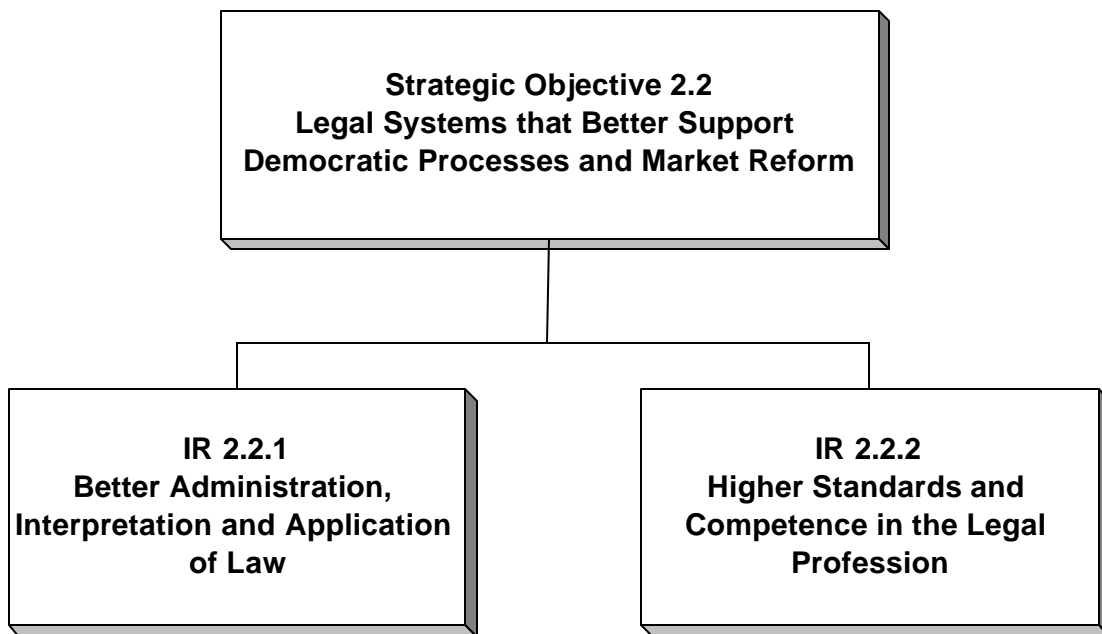 Strategic Objective 2.2
Legal Systems that Better Support
Democratic Processes and Market Reform
IR 2.2.1
Better Administration,
Interpretation and Application
of Law
IR 2.2.2
Higher Standards and
Competence in the Legal
Profession